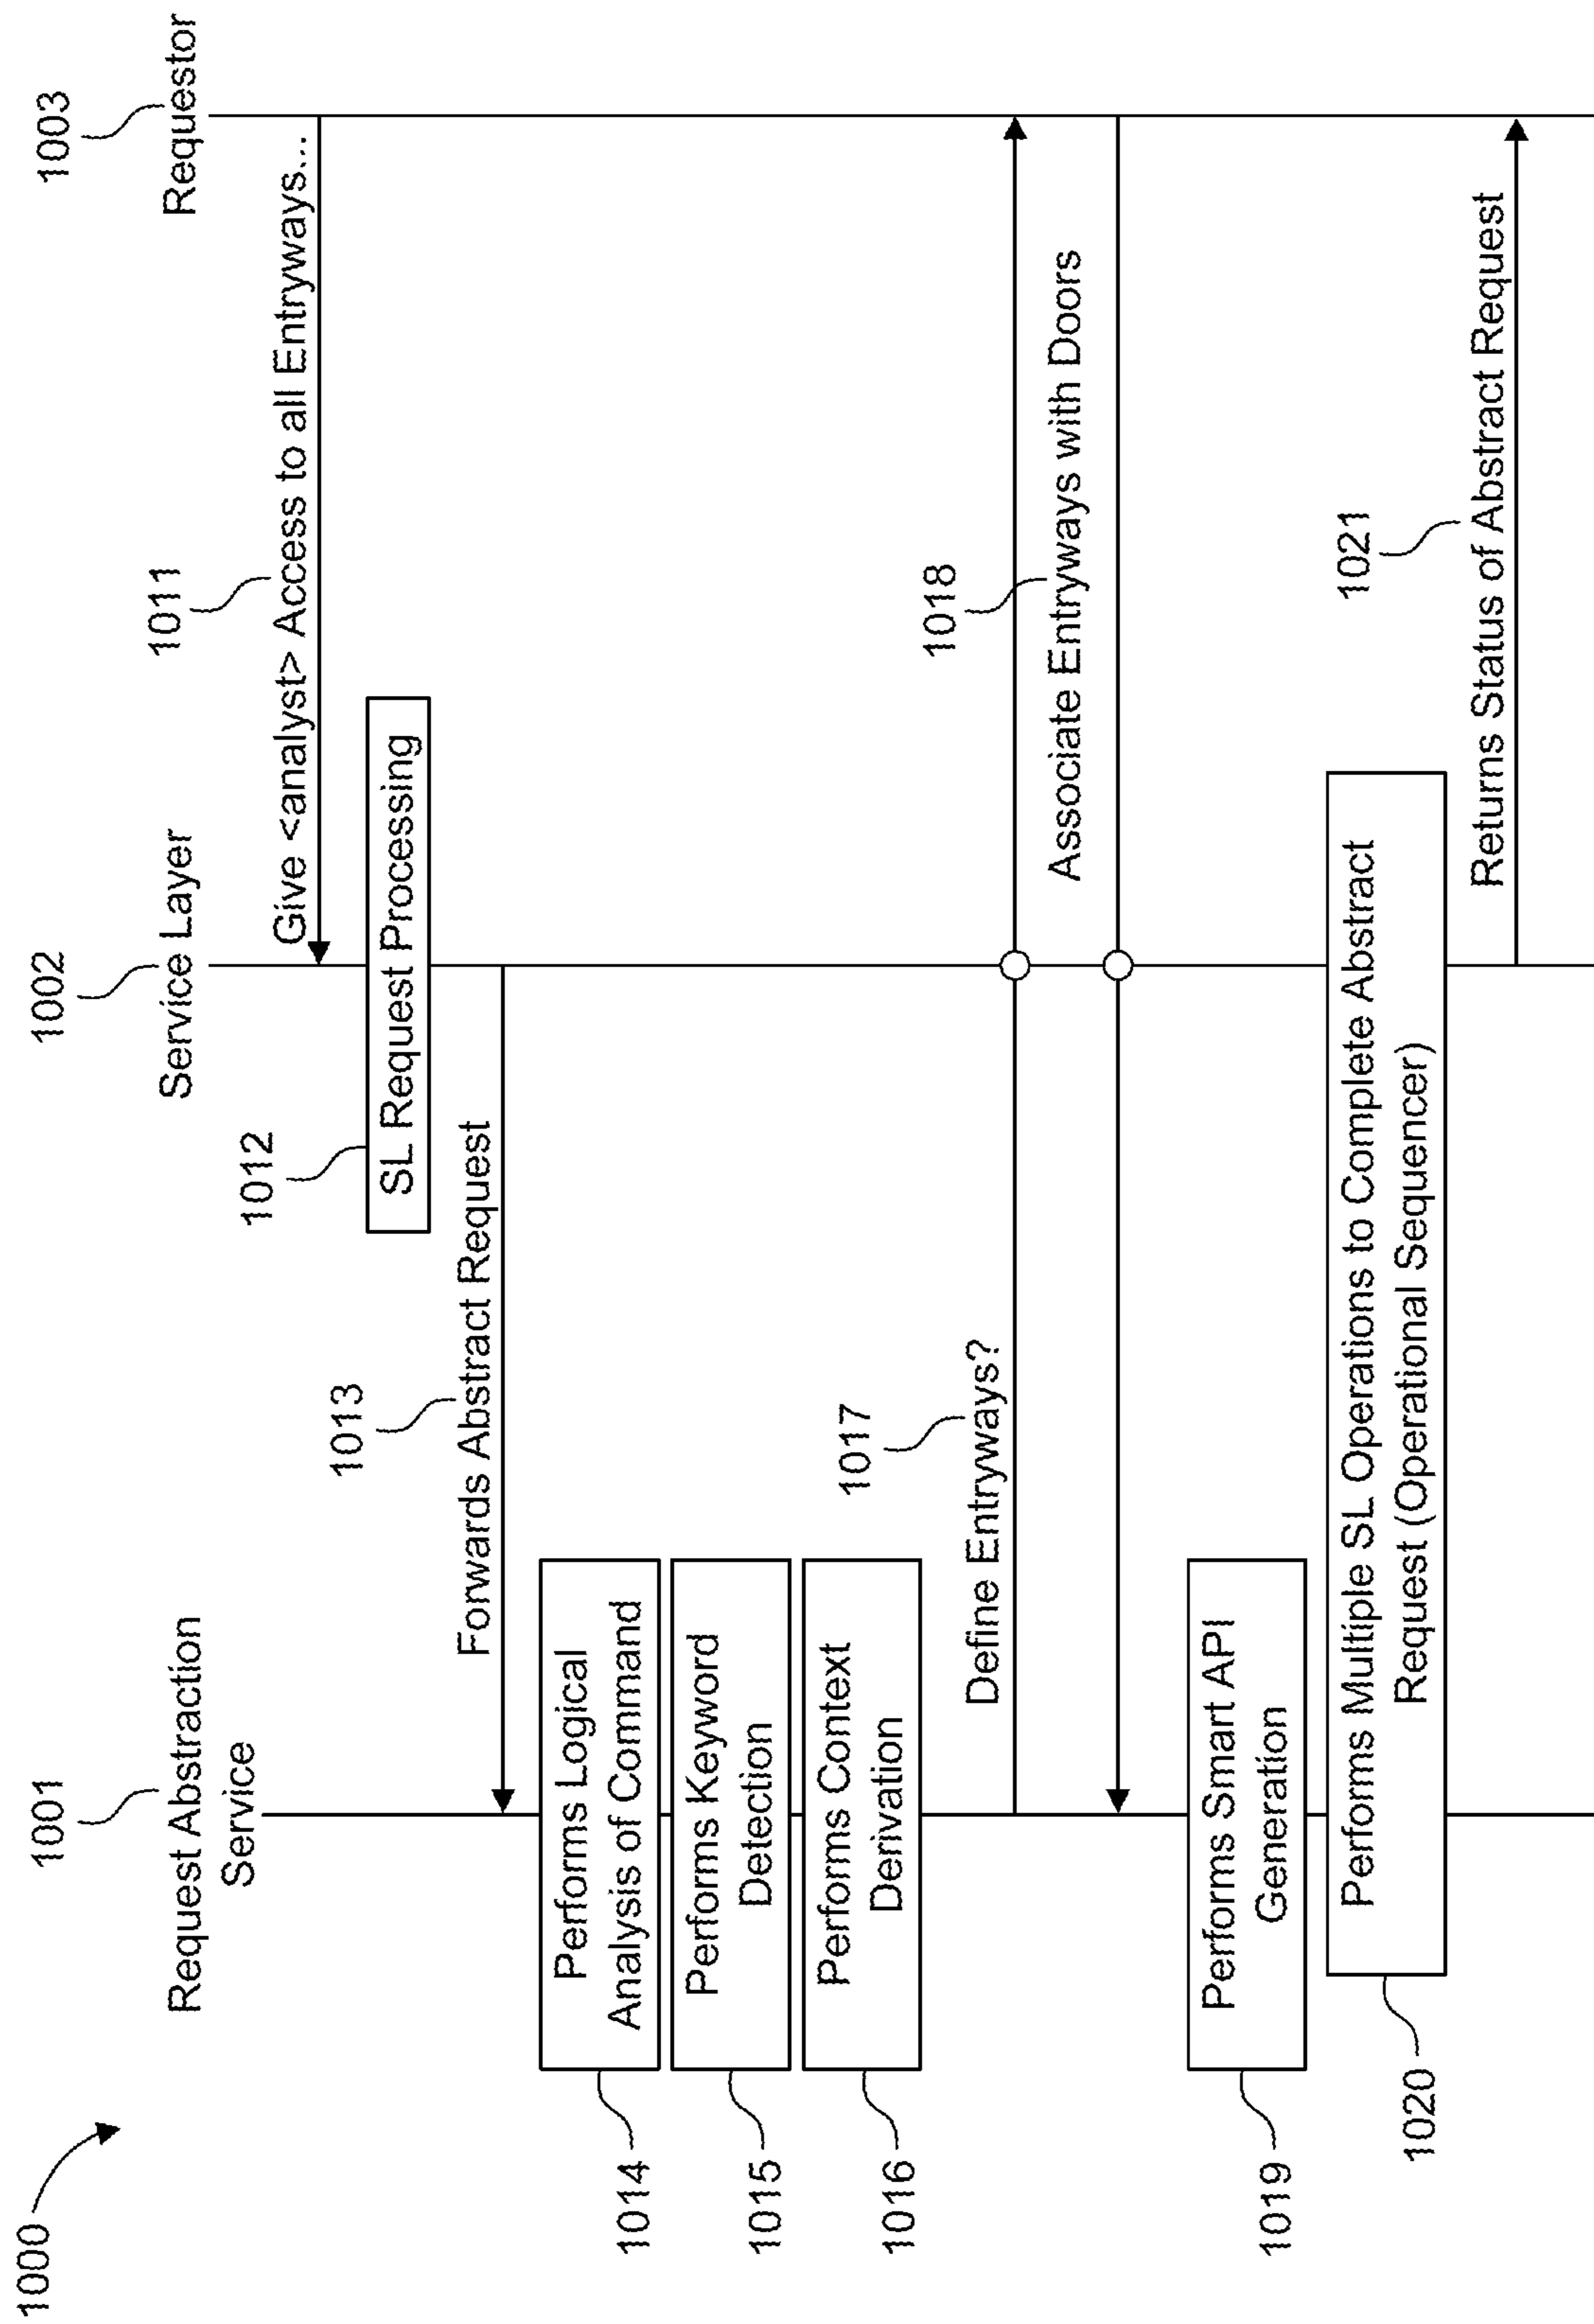 1000
1001
Request Abstraction
Service
1002
Service Layer
1003
Requestor
1011
Give <analyst> Access to all Entryways...
1012
SL Request Processing
1013
Forwards Abstract Request
1014
Performs Logical
Analysis of Command
1015
Performs Keyword
Detection
1016
Performs Context
Derivation
1017
Define Entryways?
1018
Associate Entryways with Doors
1019
Performs Smart API
Generation
1020
Performs Multiple SL Operations to Complete Abstract
Request (Operational Sequencer)
1021
Returns Status of Abstract Request